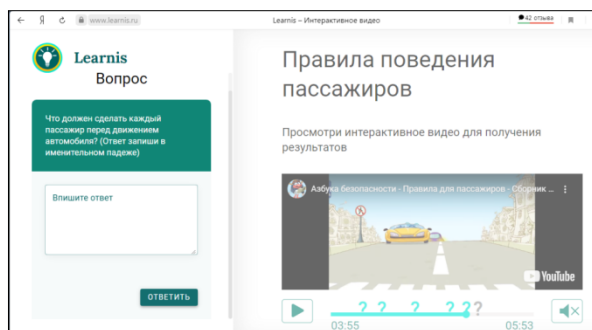 www.learnis.ru
Learnis – Интерактивное видео
42 отзыва
Learnis
Вопрос
Что должен сделать каждый
пассажир перед движением
автомобиля? (Ответ запиши в
именительном падеже)
Впишите ответ
ОТВЕТИТЬ
Правила поведения
пассажиров
Просмотри интерактивное видео для получения
результатов
Азбука безопасности - Правила для пассажиров - Сборник ...
YouTube
? ? ? ? ? ?
03:55
05:53